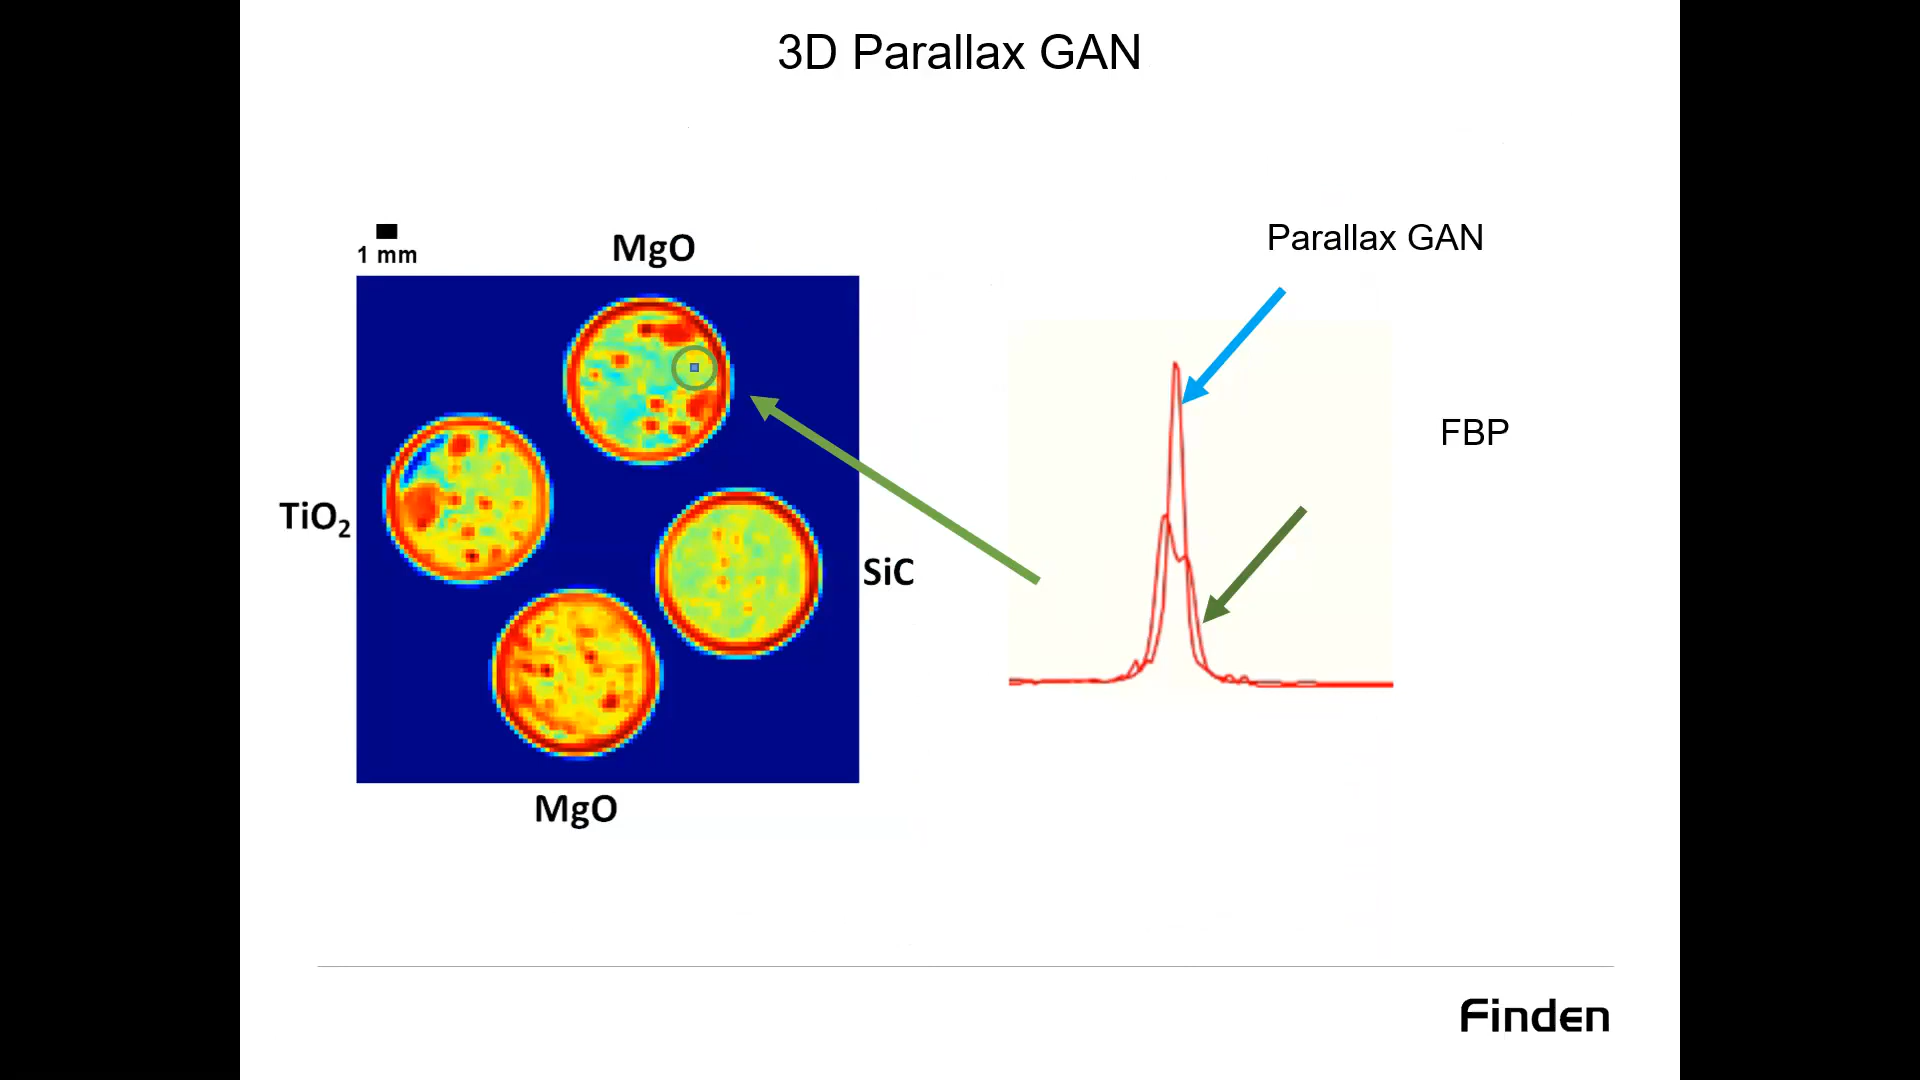 3D Parallax GAN
1 mm
MgO
Parallax GAN
FBP
TiO₂
SiC
MgO
Finden